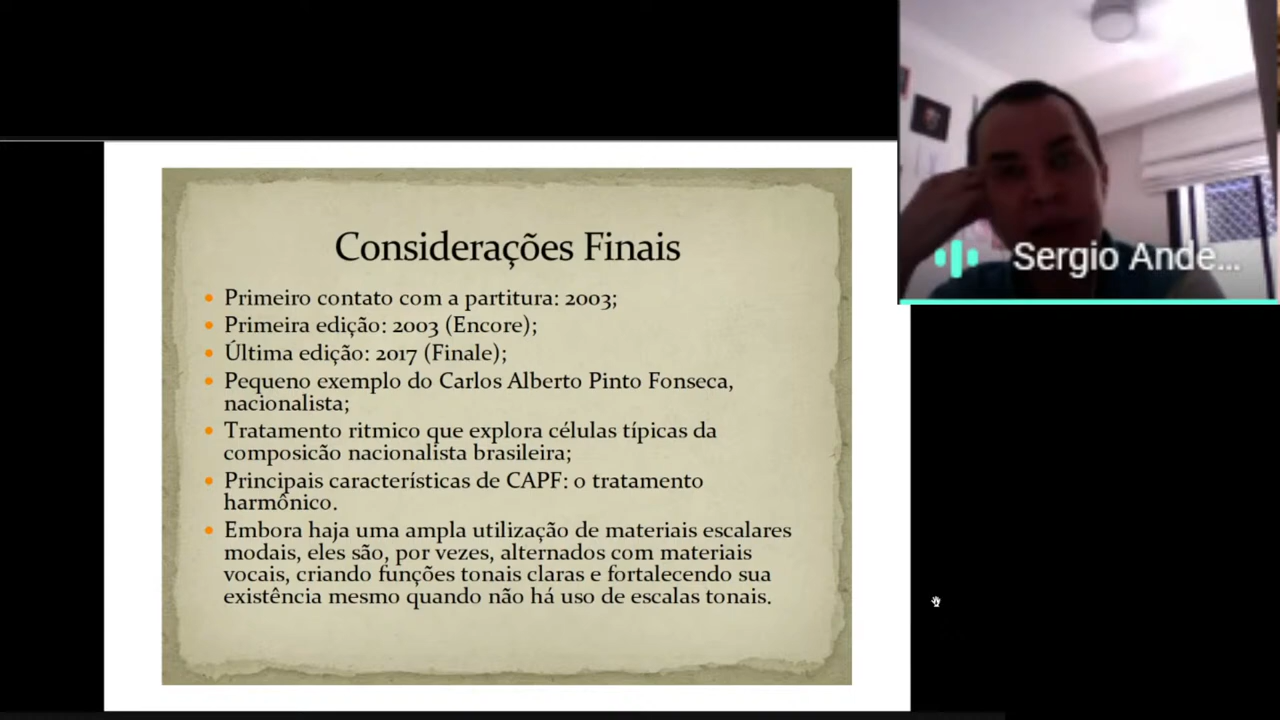 Considerações Finais
Primeiro contato com a partitura: 2003;
Primeira edição: 2003 (Encore);
Última edição: 2017 (Finale);
Pequeno exemplo do Carlos Alberto Pinto Fonseca,
nacionalista;
Tratamento ritmico que explora células típicas da
composicão nacionalista brasileira;
Principais características de CAPF: o tratamento
harmônico.
Embora haja uma ampla utilização de materiais escalares
modais, eles são, por vezes, alternados com materiais
vocais, criando funções tonais claras e fortalecendo sua
existência mesmo quando não há uso de escalas tonais.
Sergio Ande...